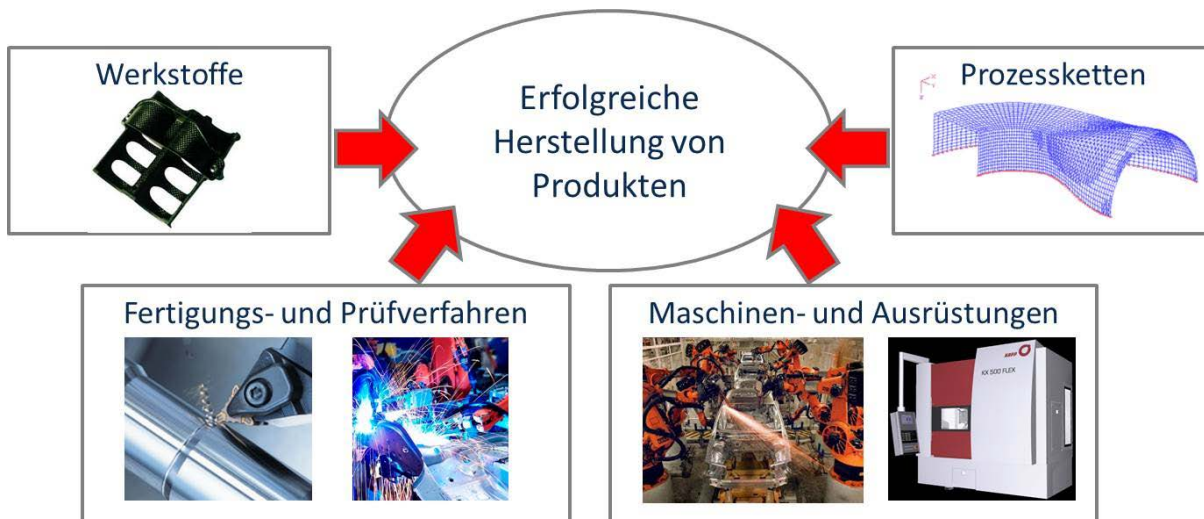 Werkstoffe
Erfolgreiche
Herstellung von
Produkten
Prozessketten
Fertigungs- und Prüfverfahren
Maschinen- und Ausrüstungen
KX 500 FLEX